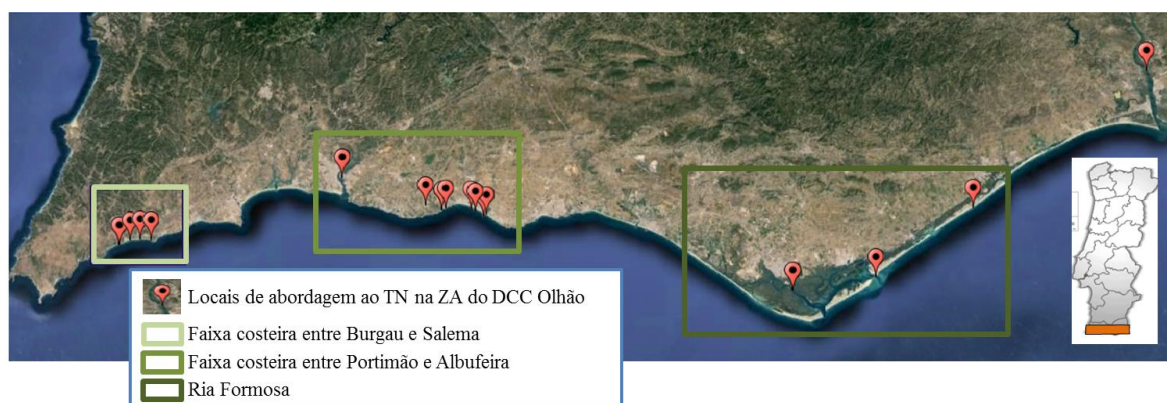 Locais de abordagem ao TN na ZA do DCC Olhão
Faixa costeira entre Burgau e Salema
Faixa costeira entre Portimão e Albufeira
Ria Formosa